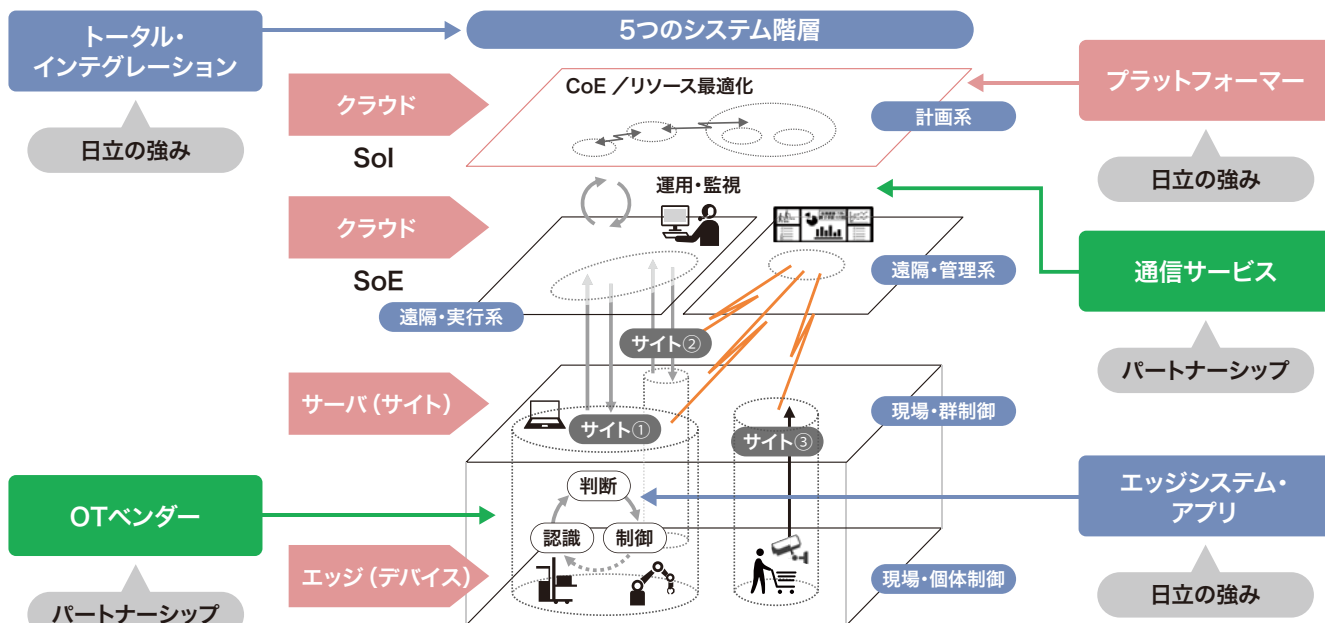 トータル・
インテグレーション
日立の強み
5つのシステム階層
プラットフォーマー
日立の強み
クラウド
SoI
CoE／リソース最適化
計画系
クラウド
SoE
運用・監視
遠隔・実行系
遠隔・管理系
通信サービス
パートナーシップ
サイト②
サーバ（サイト）
サイト①
サイト③
現場・群制御
OTベンダー
パートナーシップ
判断
認識
制御
エッジシステム・
アプリ
日立の強み
エッジ（デバイス）
現場・個体制御